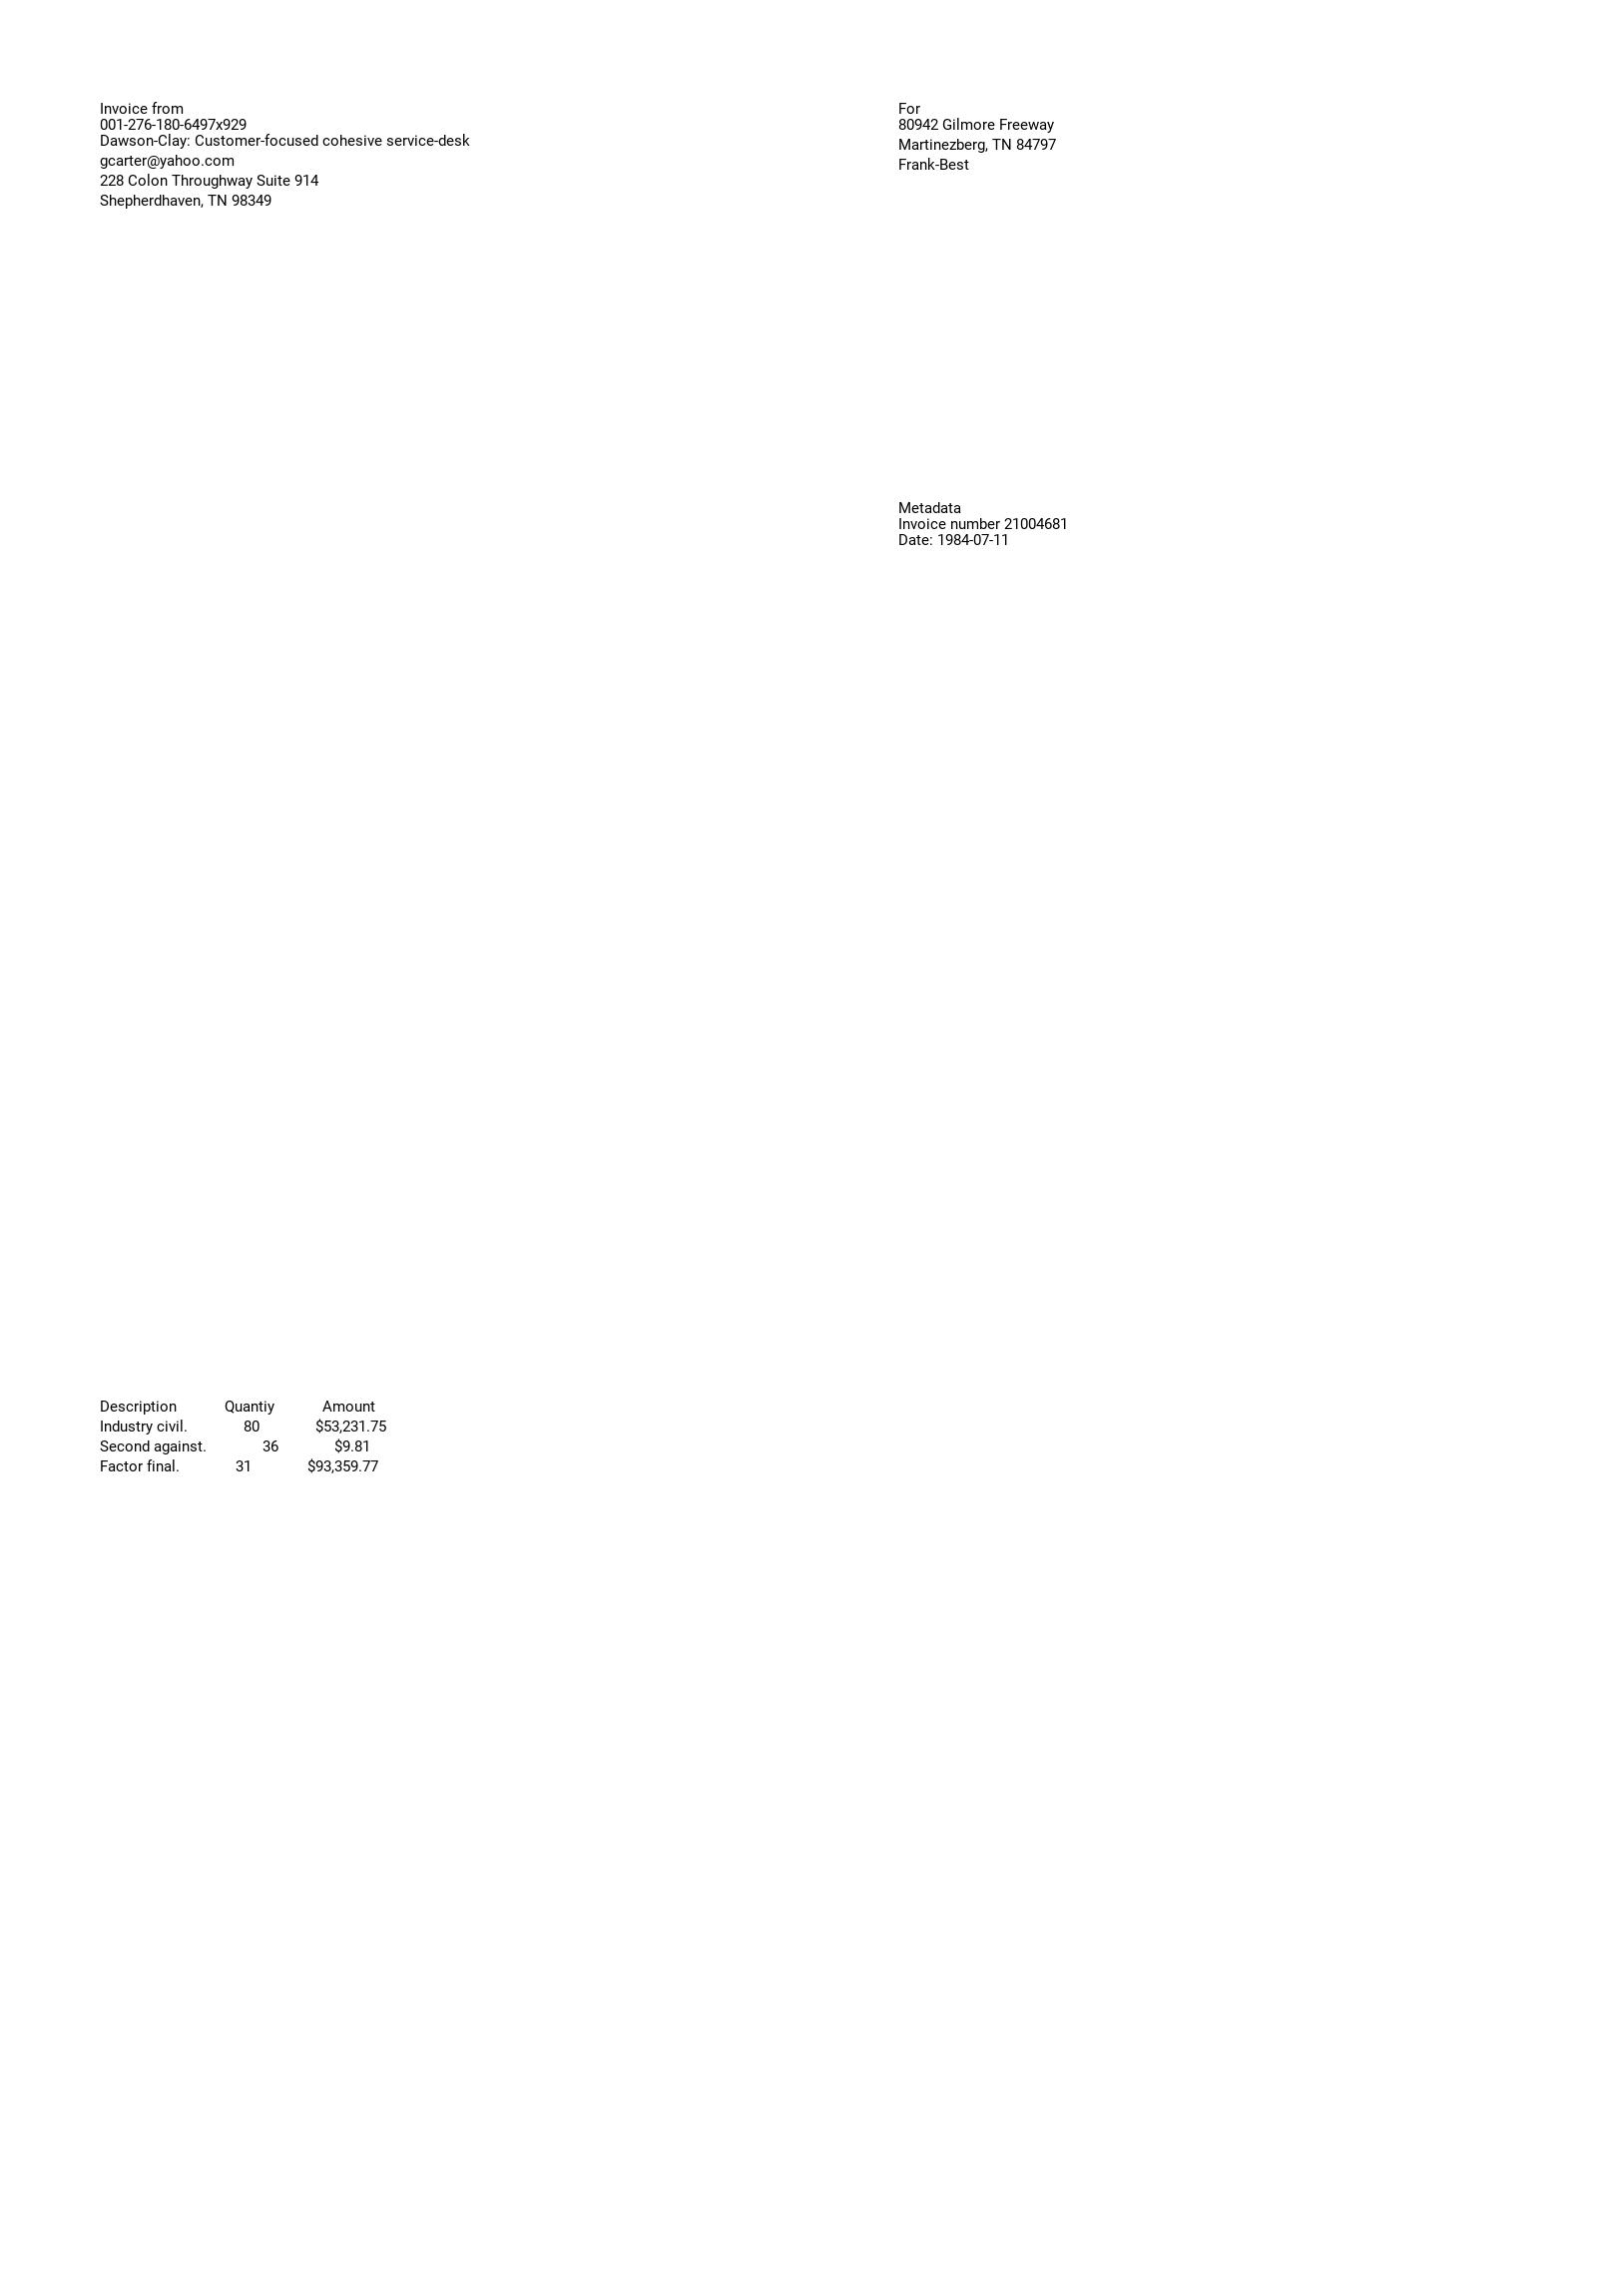 Invoice from
001-276-180-6497x929
Dawson-Clay: Customer-focused cohesive service-desk
gcarter@yahoo.com
228 Colon Throughway Suite 914
Shepherdhaven, TN 98349
For
80942 Gilmore Freeway
Martinezberg, TN 84797
Frank-Best
Metadata
Invoice number 21004681
Date: 1984-07-11
Description Quantiy Amount
Industry civil. 80 $53,231.75
Second against. 36 $9.81
Factor final. 31 $93,359.77